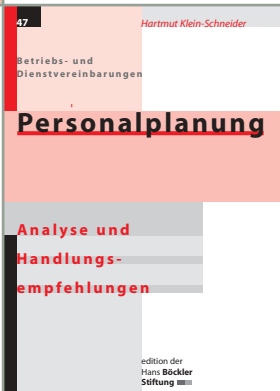 47
Hartmut Klein-Schneider
Betriebs- und
Dienstvereinbarungen
Personalplanung
Analyse und
Handlungs-
empfehlungen
edition der
Hans Böckler
Stiftung